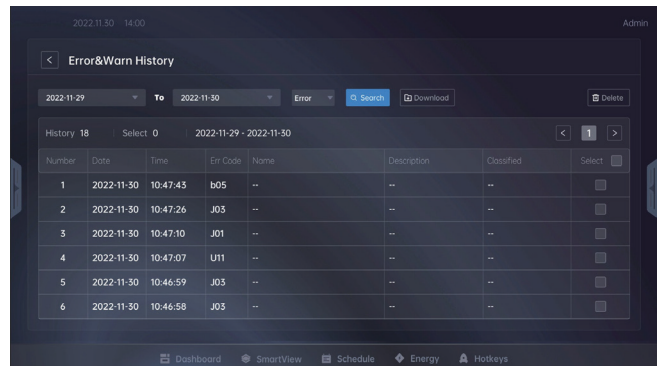 2022.11.30 14:00 Admin
< Error&Warn History
2022-11-29 To 2022-11-30 Error Search Download Delete
History 18 Select 0 2022-11-29 - 2022-11-30 < 1 >
Number Date Time Err Code Name Description Classified Select
1 2022-11-30 10:47:43 b05 -- -- --
2 2022-11-30 10:47:26 J03 -- -- --
3 2022-11-30 10:47:10 J01 -- -- --
4 2022-11-30 10:47:07 U11 -- -- --
5 2022-11-30 10:46:59 J03 -- -- --
6 2022-11-30 10:46:58 J03 -- -- --
Dashboard SmartView Schedule Energy Hotkeys